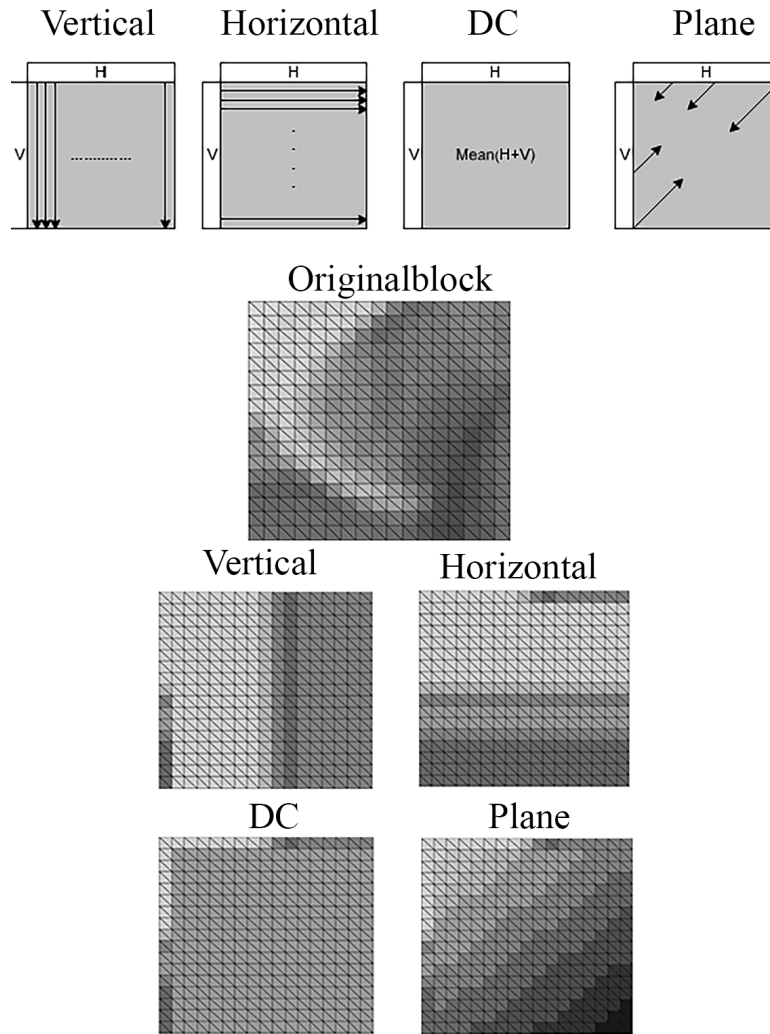 Vertical Horizontal DC Plane
H H H H
V V V Mean(H+V) V
Originalblock
Vertical Horizontal
DC Plane